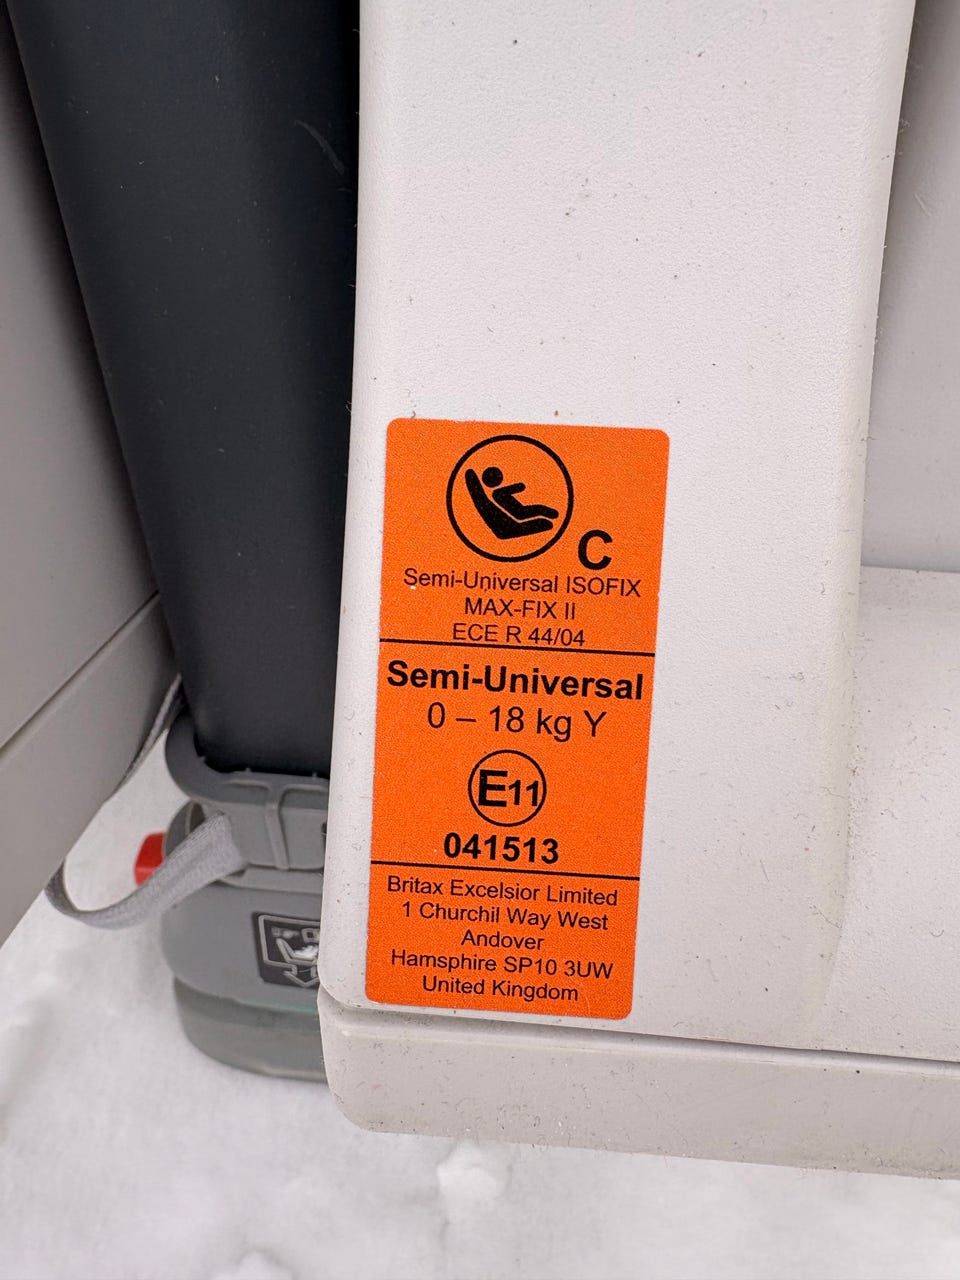 C
Semi-Universal ISOFIX
MAX-FIX II
ECE R 44/04
Semi-Universal
0 – 18 kg Y
E11
041513
Britax Excelsior Limited
1 Churchil Way West
Andover
Hamsphire SP10 3UW
United Kingdom